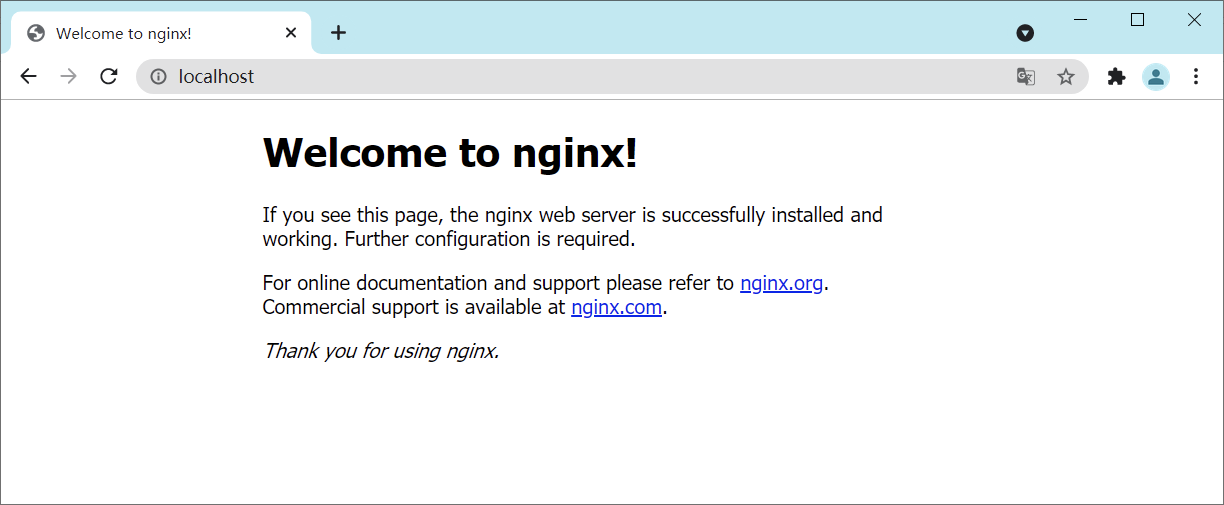 Welcome to nginx!
localhost
Welcome to nginx!
If you see this page, the nginx web server is successfully installed and
working. Further configuration is required.
For online documentation and support please refer to nginx.org.
Commercial support is available at nginx.com.
Thank you for using nginx.